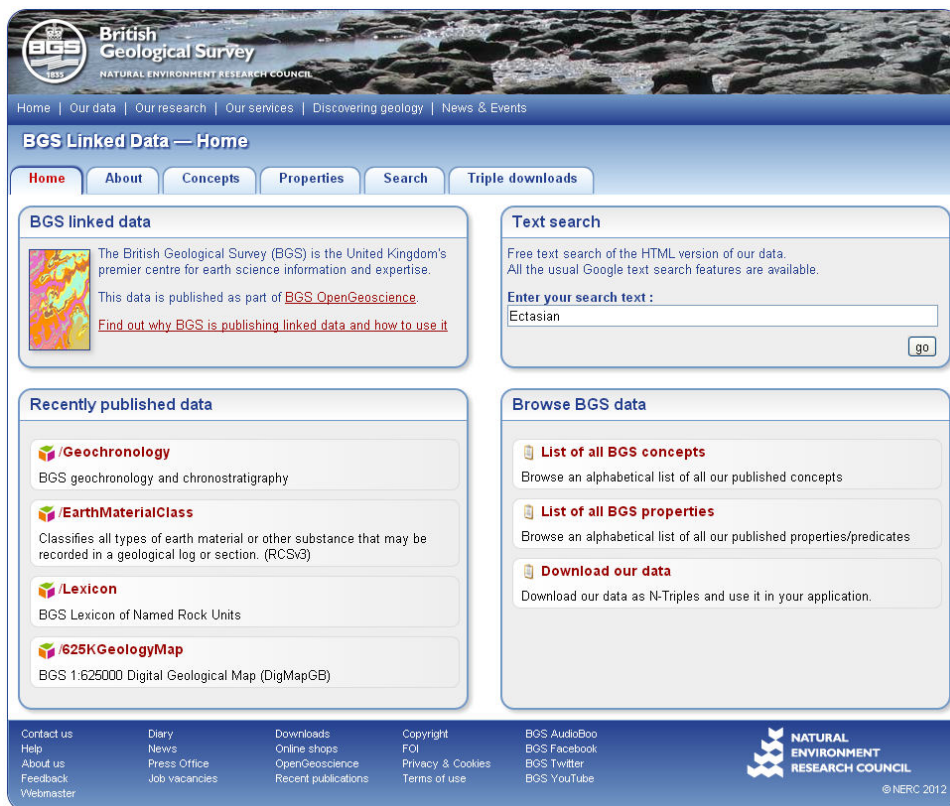 British
Geological Survey
NATURAL ENVIRONMENT RESEARCH COUNCIL
BGS
1835
Home | Our data | Our research | Our services | Discovering geology | News & Events
BGS Linked Data — Home
Home About Concepts Properties Search Triple downloads
BGS linked data
The British Geological Survey (BGS) is the United Kingdom's
premier centre for earth science information and expertise.
This data is published as part of BGS OpenGeoscience.
Find out why BGS is publishing linked data and how to use it
Text search
Free text search of the HTML version of our data.
All the usual Google text search features are available.
Enter your search text :
Ectasian
go
Recently published data
/Geochronology
BGS geochronology and chronostratigraphy
/EarthMaterialClass
Classifies all types of earth material or other substance that may be
recorded in a geological log or section. (RCSv3)
/Lexicon
BGS Lexicon of Named Rock Units
/625KGeologyMap
BGS 1:625000 Digital Geological Map (DigMapGB)
Browse BGS data
List of all BGS concepts
Browse an alphabetical list of all our published concepts
List of all BGS properties
Browse an alphabetical list of all our published properties/predicates
Download our data
Download our data as N-Triples and use it in your application.
Contact us
Help
About us
Feedback
Webmaster
Diary
News
Press Office
Job vacancies
Downloads
Online shops
OpenGeoscience
Recent publications
Copyright
FOI
Privacy & Cookies
Terms of use
BGS AudioBoo
BGS Facebook
BGS Twitter
BGS YouTube
NATURAL
ENVIRONMENT
RESEARCH COUNCIL
© NERC 2012